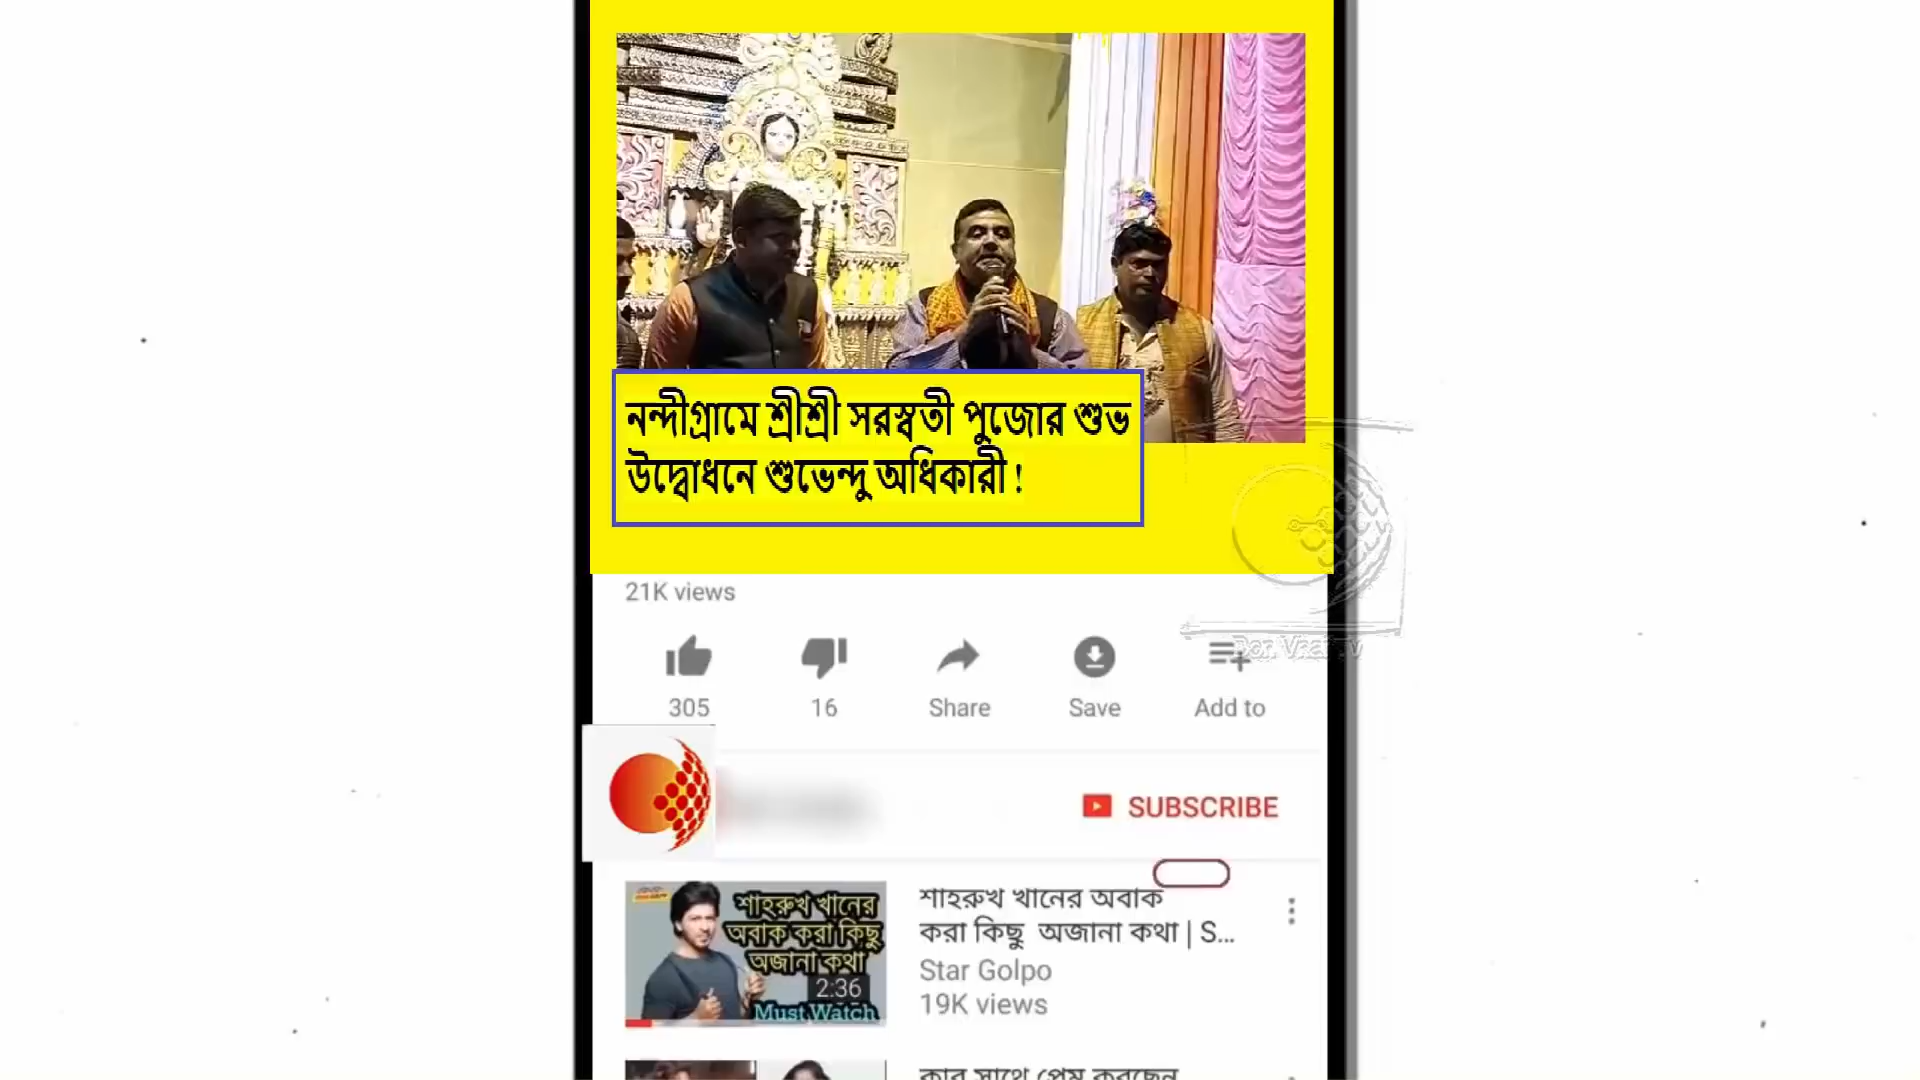 নন্দীগ্রামে শ্রীশ্রী সরস্বতী পুজোর শুভ
উদ্বোধনে শুভেন্দু অধিকারী !
21K views
305
16
Share
Save
Add to
SUBSCRIBE
শাহরুখ খানের
অবাক করা কিছু
অজানা কথা
2:36
Must Watch
শাহরুখ খানের অবাক
করা কিছু অজানা কথা | S...
Star Golpo
19K views
কার সাথে প্রেম করছেন